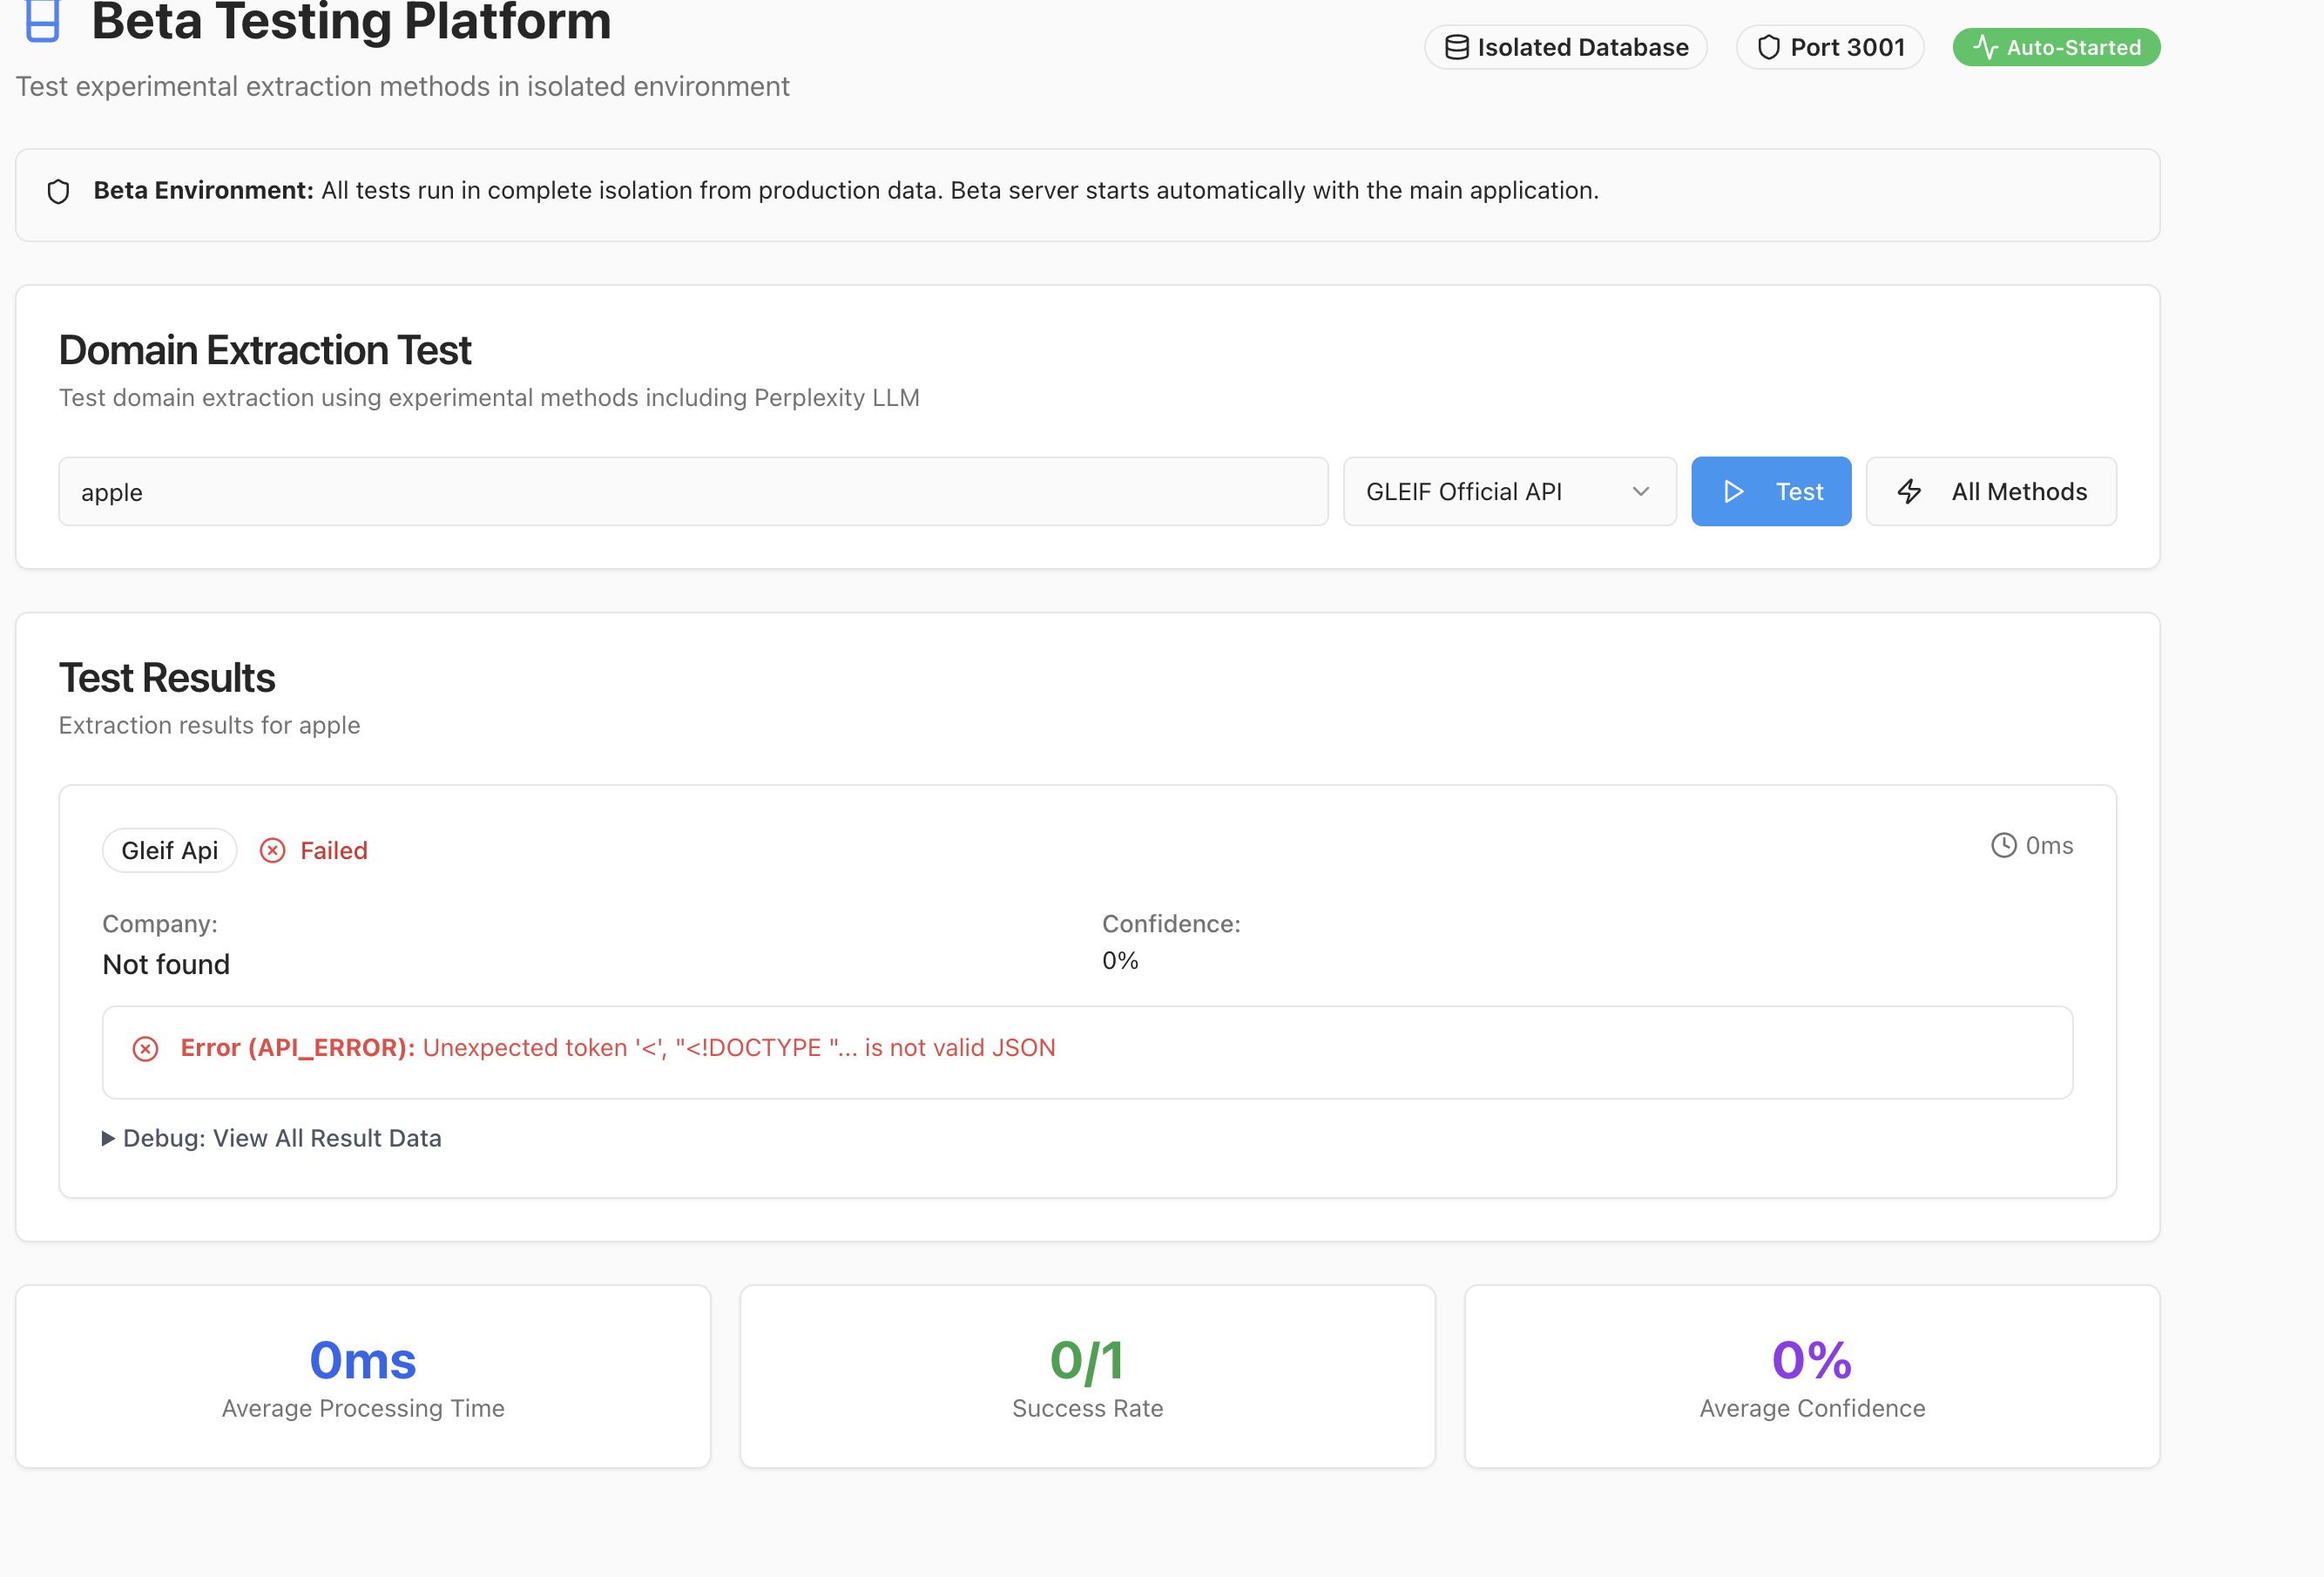 Beta Testing Platform
Isolated Database
Port 3001
Auto-Started
Test experimental extraction methods in isolated environment
Beta Environment: All tests run in complete isolation from production data. Beta server starts automatically with the main application.
Domain Extraction Test
Test domain extraction using experimental methods including Perplexity LLM
apple
GLEIF Official API
Test
All Methods
Test Results
Extraction results for apple
Gleif Api
Failed
0ms
Company:
Confidence:
Not found
0%
Error (API_ERROR): Unexpected token '<', "<!DOCTYPE "... is not valid JSON
Debug: View All Result Data
0ms
Average Processing Time
0/1
Success Rate
0%
Average Confidence